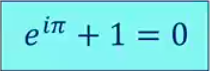 e^{iπ} + 1 = 0